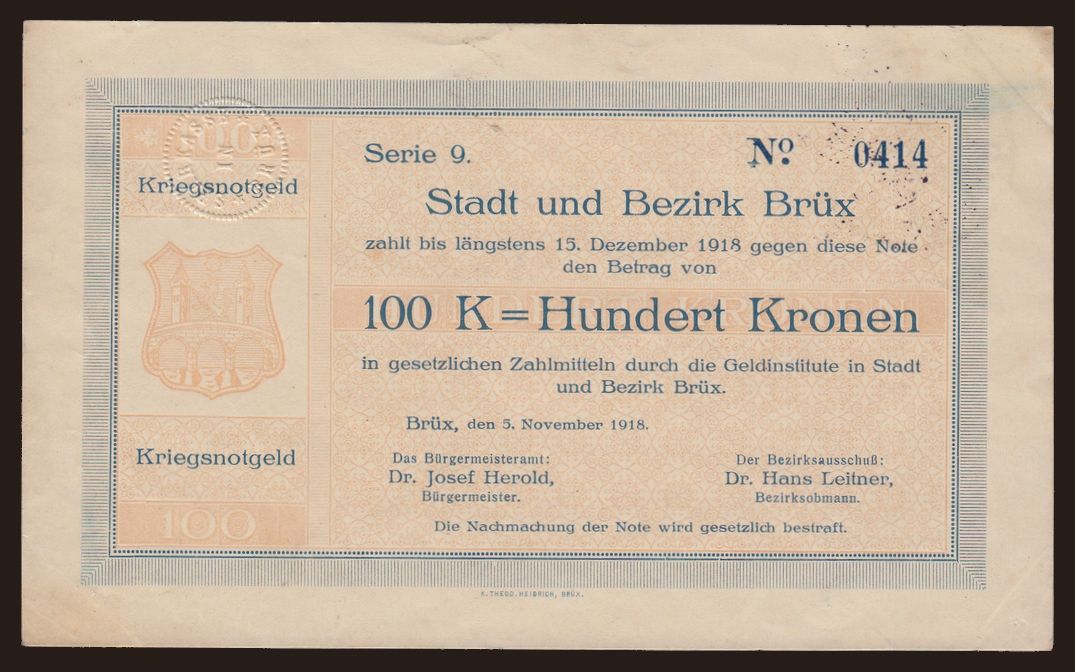 Kriegsnotgeld
Kriegsnotgeld
100
Serie 9.
No. 0414
Stadt und Bezirk Brüx
zahlt bis längstens 15. Dezember 1918 gegen diese Note
den Betrag von
100 K = Hundert Kronen
in gesetzlichen Zahlmitteln durch die Geldinstitute in Stadt
und Bezirk Brüx.
Brüx, den 5. November 1918.
Das Bürgermeisteramt:
Dr. Josef Herold,
Bürgermeister.
Der Bezirksausschuß:
Dr. Hans Leitner,
Bezirksobmann.
Die Nachmachung der Note wird gesetzlich bestraft.
K. THEOD. HEIDRICH, BRÜX.